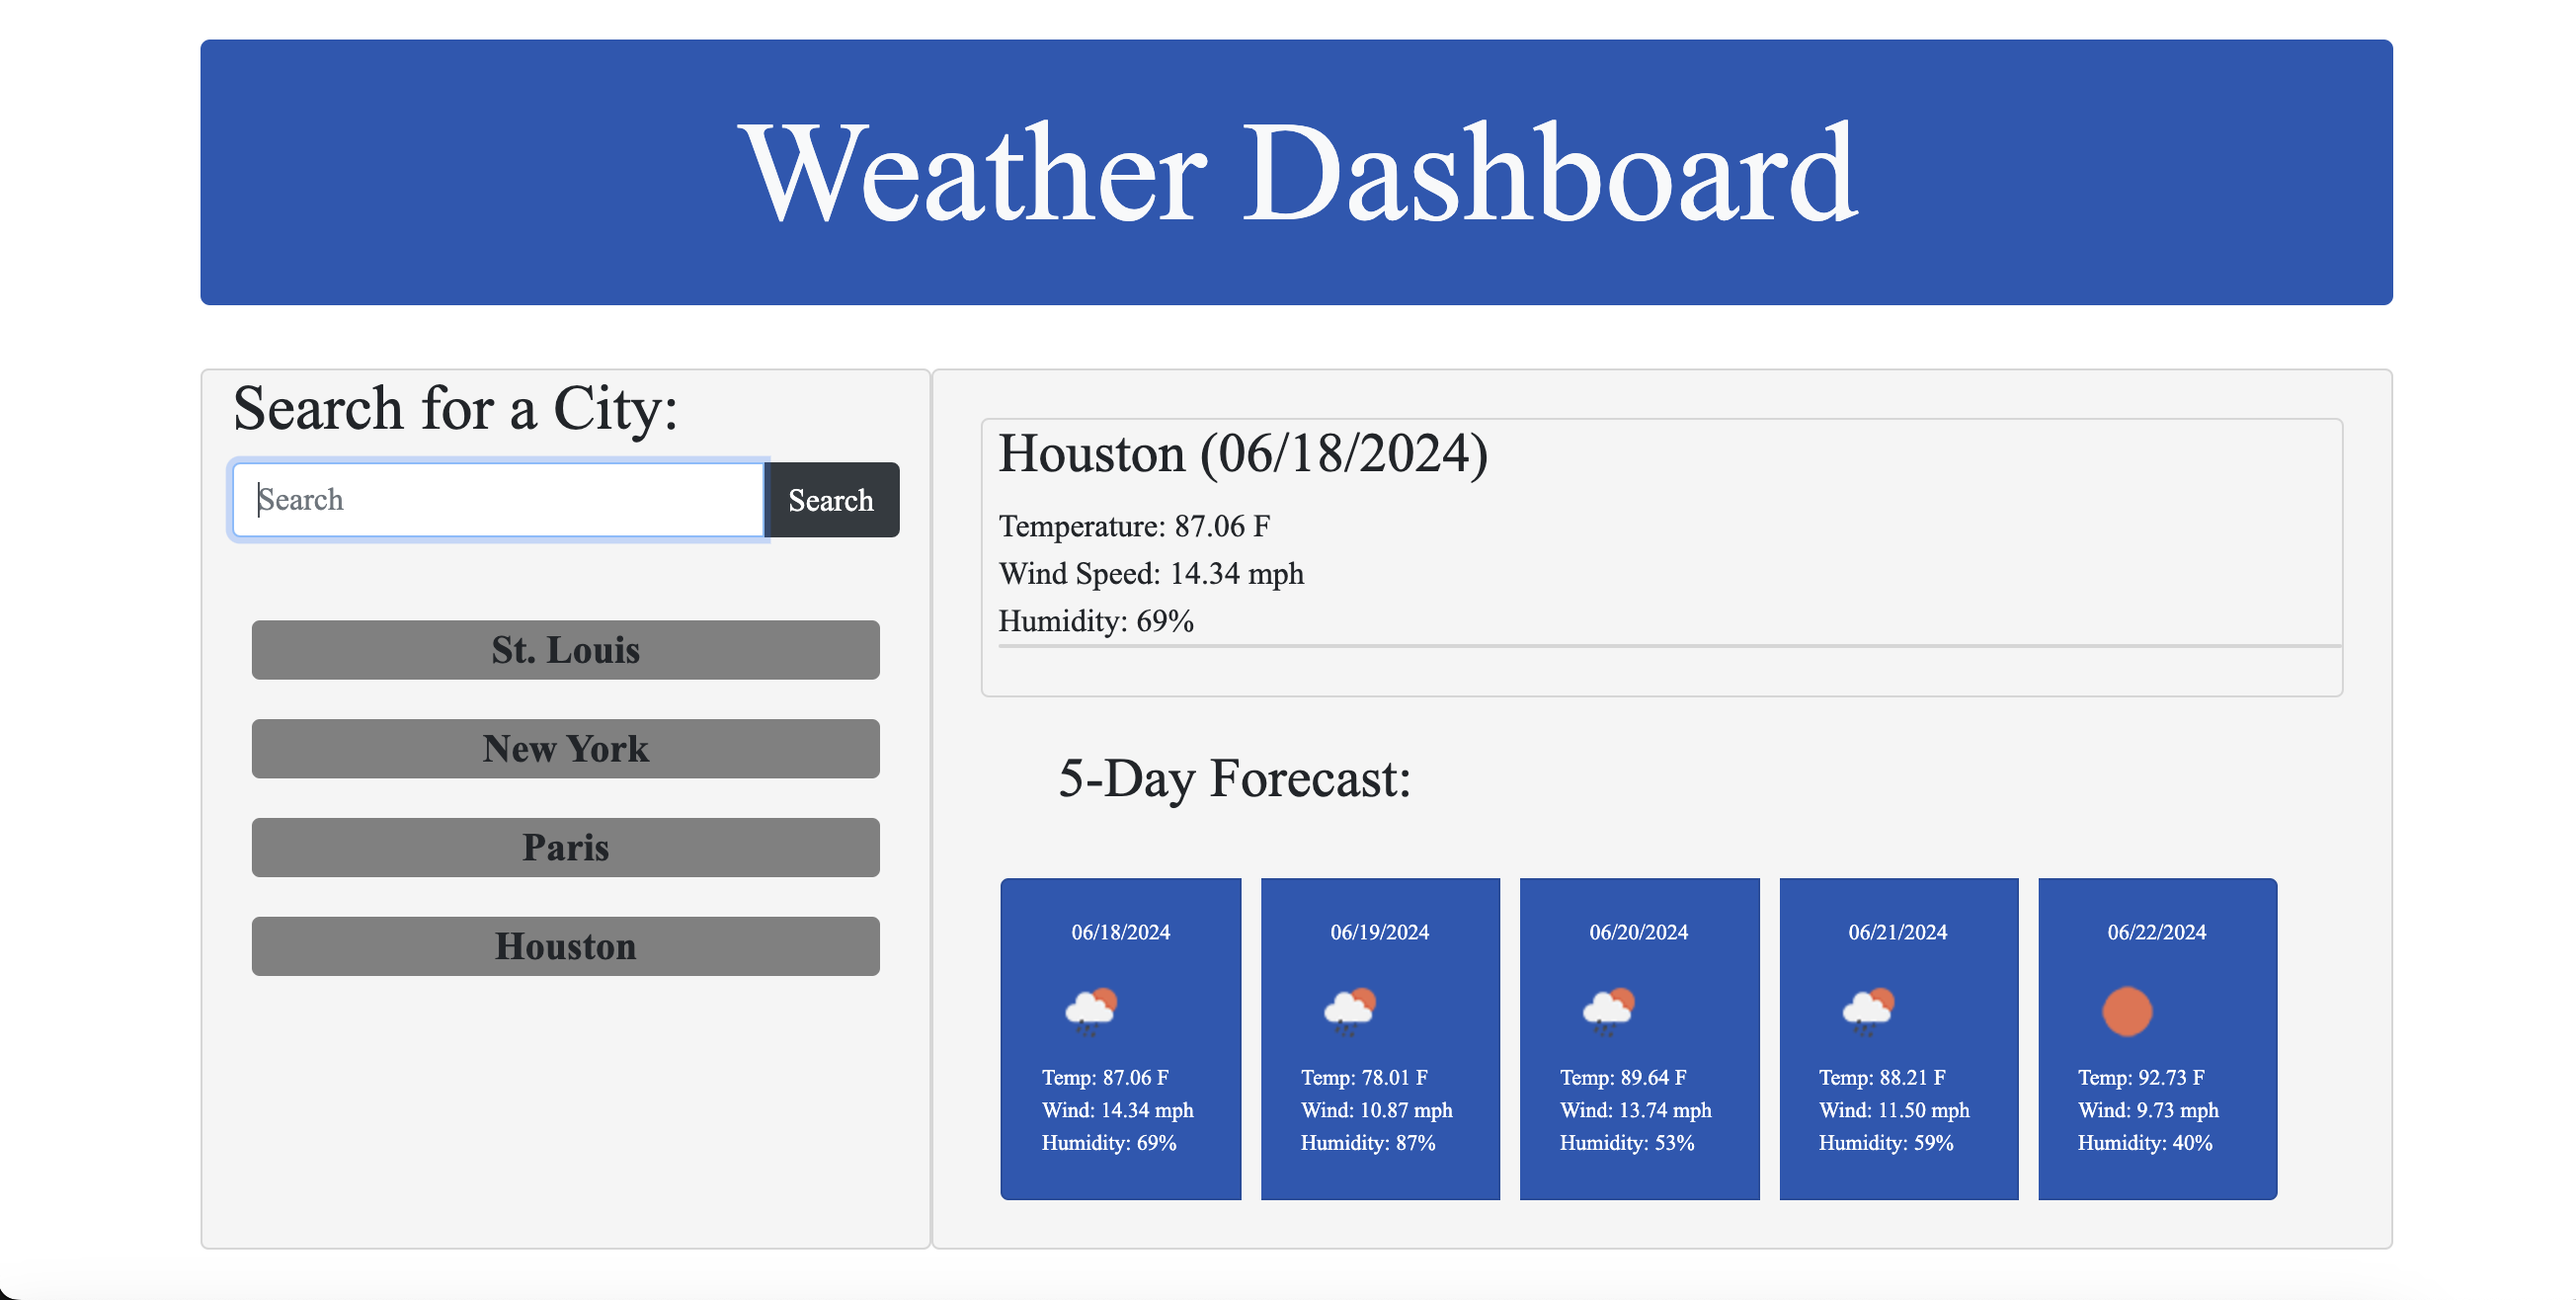 Weather Dashboard
Search for a City:
Search Search
St. Louis
New York
Paris
Houston
Houston (06/18/2024)
Temperature: 87.06 F
Wind Speed: 14.34 mph
Humidity: 69%
5-Day Forecast:
06/18/2024
Temp: 87.06 F
Wind: 14.34 mph
Humidity: 69%
06/19/2024
Temp: 78.01 F
Wind: 10.87 mph
Humidity: 87%
06/20/2024
Temp: 89.64 F
Wind: 13.74 mph
Humidity: 53%
06/21/2024
Temp: 88.21 F
Wind: 11.50 mph
Humidity: 59%
06/22/2024
Temp: 92.73 F
Wind: 9.73 mph
Humidity: 40%